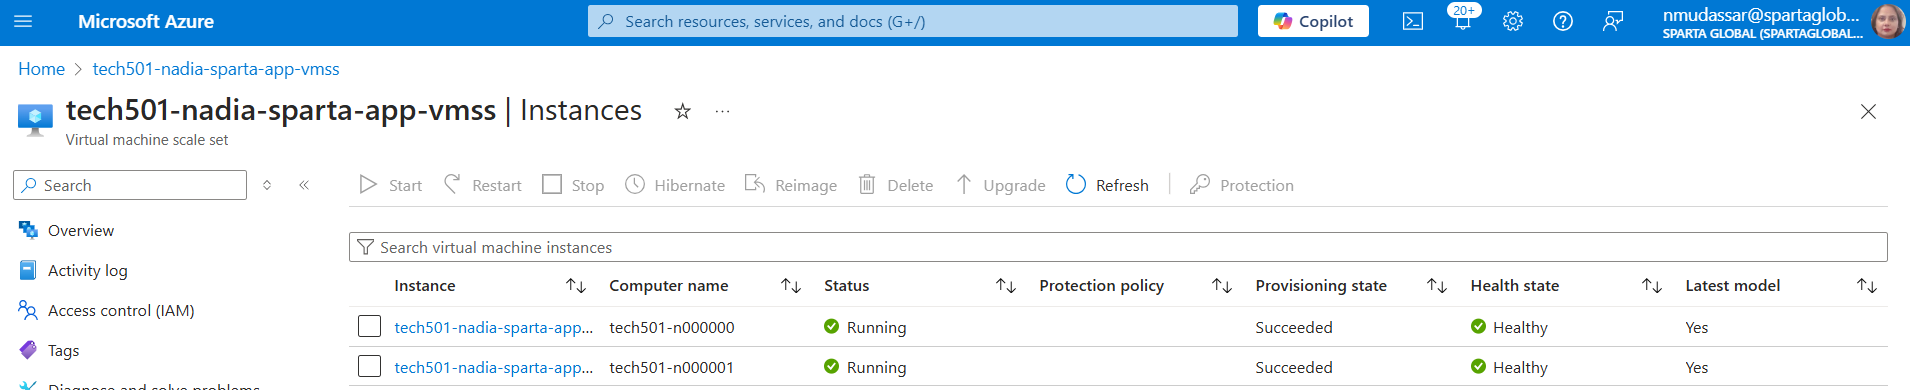 Microsoft Azure
Search resources, services, and docs (G+/)
Copilot
20+
nmudassar@spartaglob...
SPARTA GLOBAL (SPARTAGLOBAL...
Home > tech501-nadia-sparta-app-vmss
tech501-nadia-sparta-app-vmss | Instances
Virtual machine scale set
Search
Start Restart Stop Hibernate Reimage Delete Upgrade Refresh Protection
Overview
Activity log
Access control (IAM)
Tags
Diagnose and solve problems
Search virtual machine instances
Instance Computer name Status Protection policy Provisioning state Health state Latest model
tech501-nadia-sparta-app... tech501-n000000 Running Succeeded Healthy Yes
tech501-nadia-sparta-app... tech501-n000001 Running Succeeded Healthy Yes